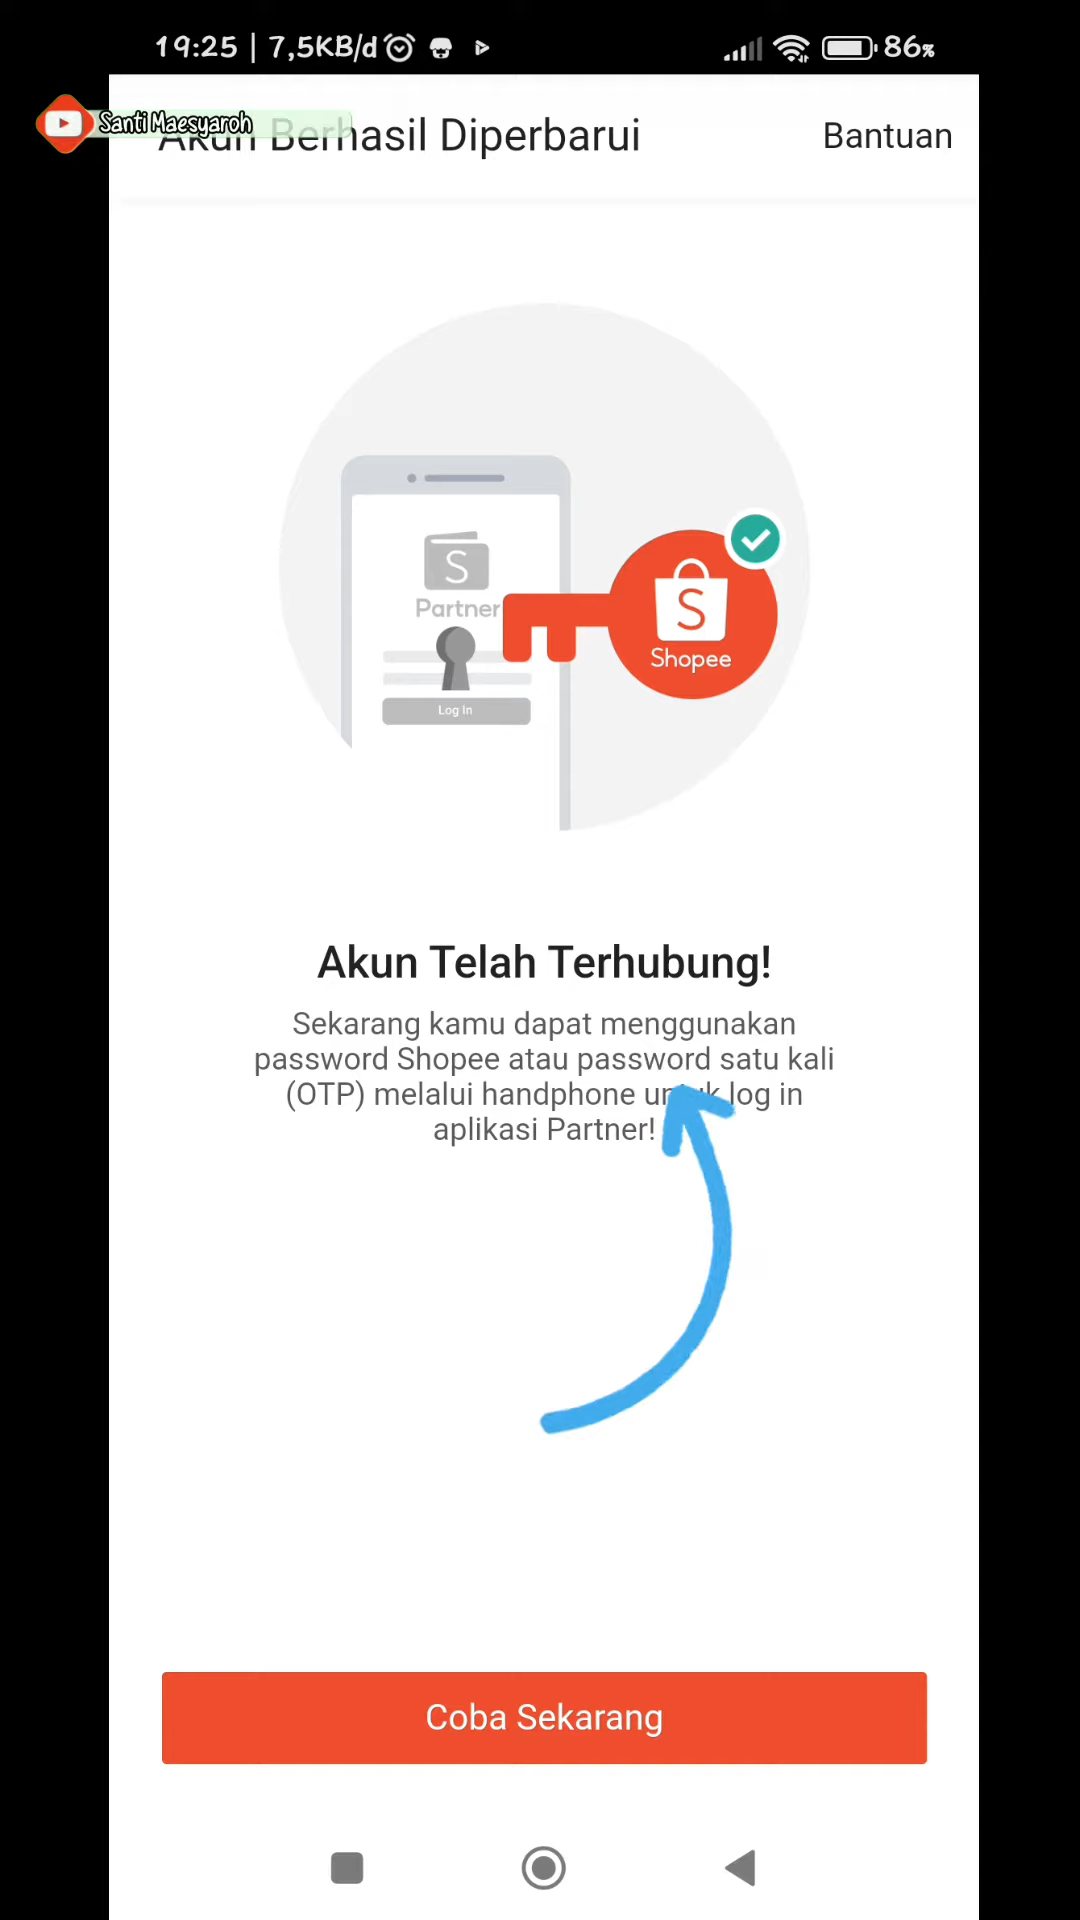 19:25 | 7,5KB/d
86%
Santi Maesyaroh
Akun Berhasil Diperbarui
Bantuan
S
Partner
Log In
S
Shopee
Akun Telah Terhubung!
Sekarang kamu dapat menggunakan
password Shopee atau password satu kali
(OTP) melalui handphone untuk log in
aplikasi Partner!
Coba Sekarang